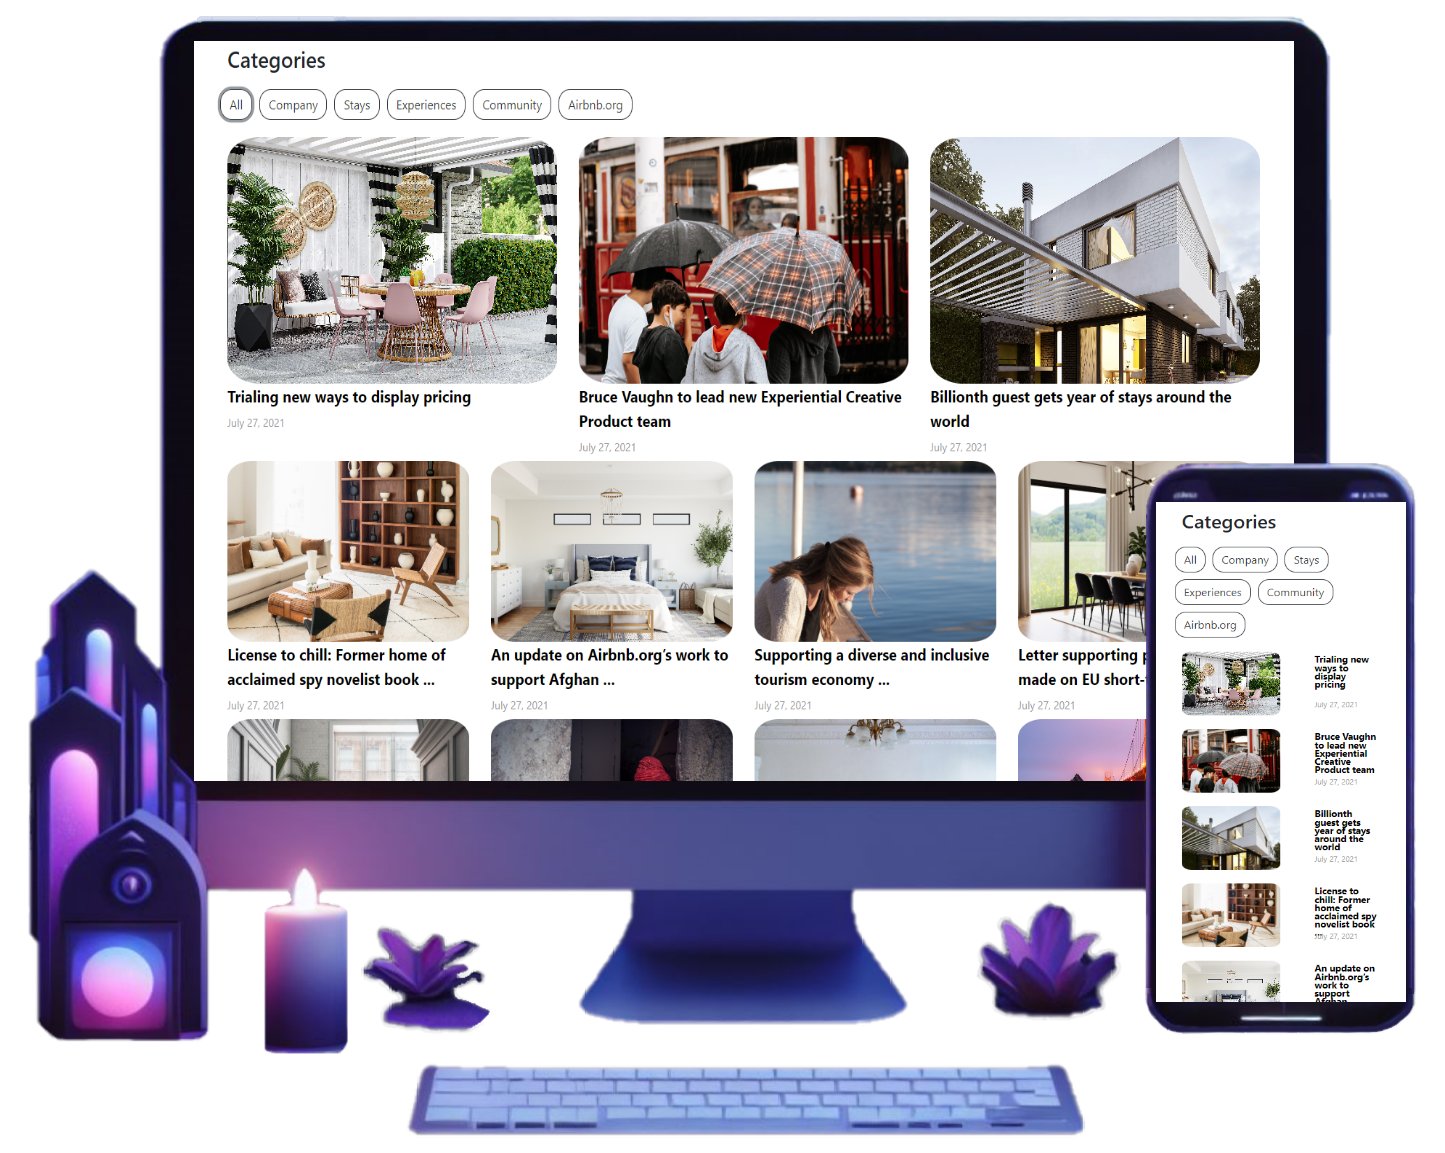 Categories
All
Company
Stays
Experiences
Community
Airbnb.org
Trialing new ways to display pricing
July 27, 2021
Bruce Vaughn to lead new Experiential Creative
Product team
July 27, 2021
Billionth guest gets year of stays around the
world
July 27, 2021
License to chill: Former home of
acclaimed spy novelist book ...
July 27, 2021
An update on Airbnb.org’s work to
support Afghan ...
July 27, 2021
Supporting a diverse and inclusive
tourism economy ...
July 27, 2021
Letter supporting
made on EU short-
July 27, 2021
Categories
All
Company
Stays
Experiences
Community
Airbnb.org
Trialing new
ways to
display
pricing
July 27, 2021
Bruce Vaughn
to lead new
Experiential
Creative
Product team
July 27, 2021
Billionth
guest gets
year of stays
around the
world
July 27, 2021
License to
chill: Former
home of
acclaimed spy
novelist book
...
July 27, 2021
An update on
Airbnb.org’s
work to
support
Afghan